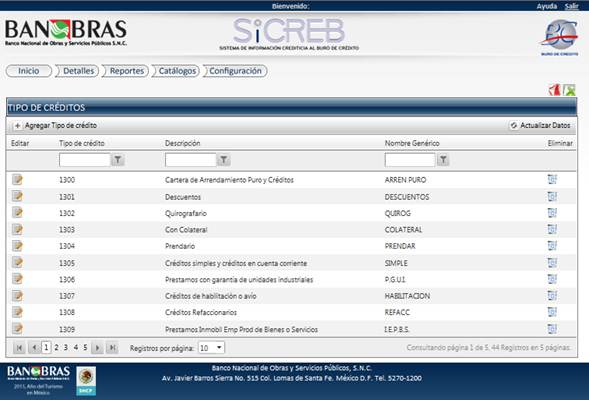 Bienvenido:
Ayuda Salir
BANOBRAS
Banco Nacional de Obras y Servicios Públicos S.N.C.
SiCREB
SISTEMA DE INFORMACIÓN CREDITICIA AL BURO DE CRÉDITO
BC
BURO DE CREDITO
Inicio Detalles Reportes Catálogos Configuración
TIPO DE CRÉDITOS
Agregar Tipo de crédito Actualizar Datos
Editar Tipo de crédito Descripción Nombre Genérico Eliminar
1300 Cartera de Arrendamiento Puro y Créditos ARREN PURO
1301 Descuentos DESCUENTOS
1302 Quirografario QUIROG
1303 Con Colateral COLATERAL
1304 Prendario PRENDAR
1305 Créditos simples y créditos en cuenta corriente SIMPLE
1306 Prestamos con garantia de unidades industriales P.G.U.I.
1307 Créditos de habilitación o avío HABILITACION
1308 Créditos Refaccionarios REFACC
1309 Prestamos Inmobil Emp Prod de Bienes o Servicios I.E.P.B.S.
1 2 3 4 5 Registros por página: 10 Consultando página 1 de 5, 44 Registros en 5 páginas.
BANOBRAS
2011, Año del Turismo
en México
SHCP
Banco Nacional de Obras y Servicios Públicos, S.N.C.
Av. Javier Barros Sierra No. 515 Col. Lomas de Santa Fe. México D.F. Tel. 5270-1200